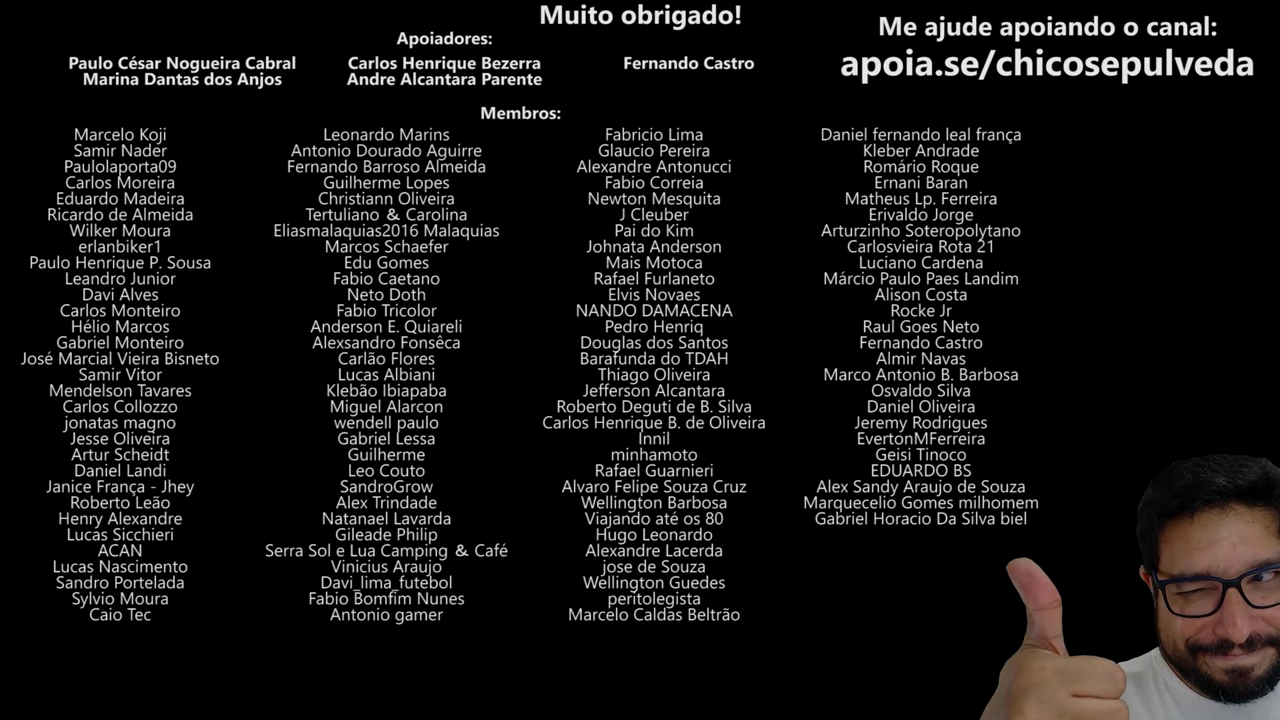 Muito obrigado!
Me ajude apoiando o canal:
apoia.se/chicosepulveda
Apoiadores:
Paulo César Nogueira Cabral
Marina Dantas dos Anjos
Carlos Henrique Bezerra
Andre Alcantara Parente
Fernando Castro
Membros:
Marcelo Koji
Samir Nader
Paulolaporta09
Carlos Moreira
Eduardo Madeira
Ricardo de Almeida
Wilker Moura
erlanbiker1
Paulo Henrique P. Sousa
Leandro Junior
Davi Alves
Carlos Monteiro
Hélio Marcos
Gabriel Monteiro
José Marcial Vieira Bisneto
Samir Vitor
Mendelson Tavares
Carlos Collozzo
jonatas magno
Jesse Oliveira
Artur Scheidt
Daniel Landi
Janice França - Jhey
Roberto Leão
Henry Alexandre
Lucas Sicchieri
ACAN
Lucas Nascimento
Sandro Portelada
Sylvio Moura
Caio Tec
Leonardo Marins
Antonio Dourado Aguirre
Fernando Barroso Almeida
Guilherme Lopes
Christiann Oliveira
Tertuliano & Carolina
Eliasmalaquias2016 Malaquias
Marcos Schaefer
Edu Gomes
Fabio Caetano
Neto Doth
Fabio Tricolor
Anderson E. Quiareli
Alexsandro Fonsêca
Carlão Flores
Lucas Albiani
Klebão Ibiapaba
Miguel Alarcon
wendell paulo
Gabriel Lessa
Guilherme
Leo Couto
SandroGrow
Alex Trindade
Natanael Lavarda
Gileade Philip
Serra Sol e Lua Camping & Café
Vinicius Araujo
Davi_lima_futebol
Fabio Bomfim Nunes
Antonio gamer
Fabricio Lima
Glaucio Pereira
Alexandre Antonucci
Fabio Correia
Newton Mesquita
J Cleuber
Pai do Kim
Johnata Anderson
Mais Motoca
Rafael Furlaneto
Elvis Novaes
NANDO DAMACENA
Pedro Henriq
Douglas dos Santos
Barafunda do TDAH
Thiago Oliveira
Jefferson Alcantara
Roberto Deguti de B. Silva
Carlos Henrique B. de Oliveira
Innil
minhamoto
Rafael Guarnieri
Alvaro Felipe Souza Cruz
Wellington Barbosa
Viajando até os 80
Hugo Leonardo
Alexandre Lacerda
jose de Souza
Wellington Guedes
peritolegista
Marcelo Caldas Beltrão
Daniel fernando leal frança
Kleber Andrade
Romário Roque
Ernani Baran
Matheus Lp. Ferreira
Erivaldo Jorge
Arturzinho Soteropolytano
Carlosvieira Rota 21
Luciano Cardena
Márcio Paulo Paes Landim
Alison Costa
Rocke Jr
Raul Goes Neto
Fernando Castro
Almir Navas
Marco Antonio B. Barbosa
Osvaldo Silva
Daniel Oliveira
Jeremy Rodrigues
EvertonMFerreira
Geisi Tinoco
EDUARDO BS
Alex Sandy Araujo de Souza
Marquecelio Gomes milhomem
Gabriel Horacio Da Silva biel